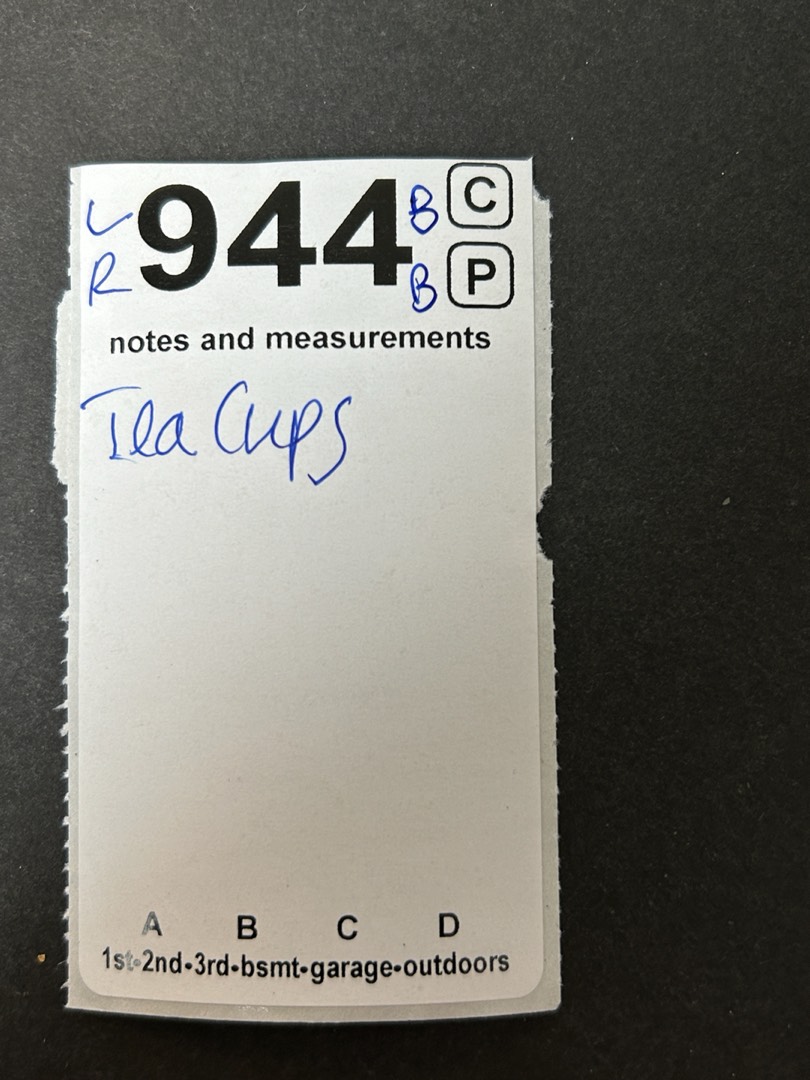 L 944 B C
R B P
notes and measurements
Tea Cups
A B C D
1st•2nd•3rd•bsmt•garage•outdoors